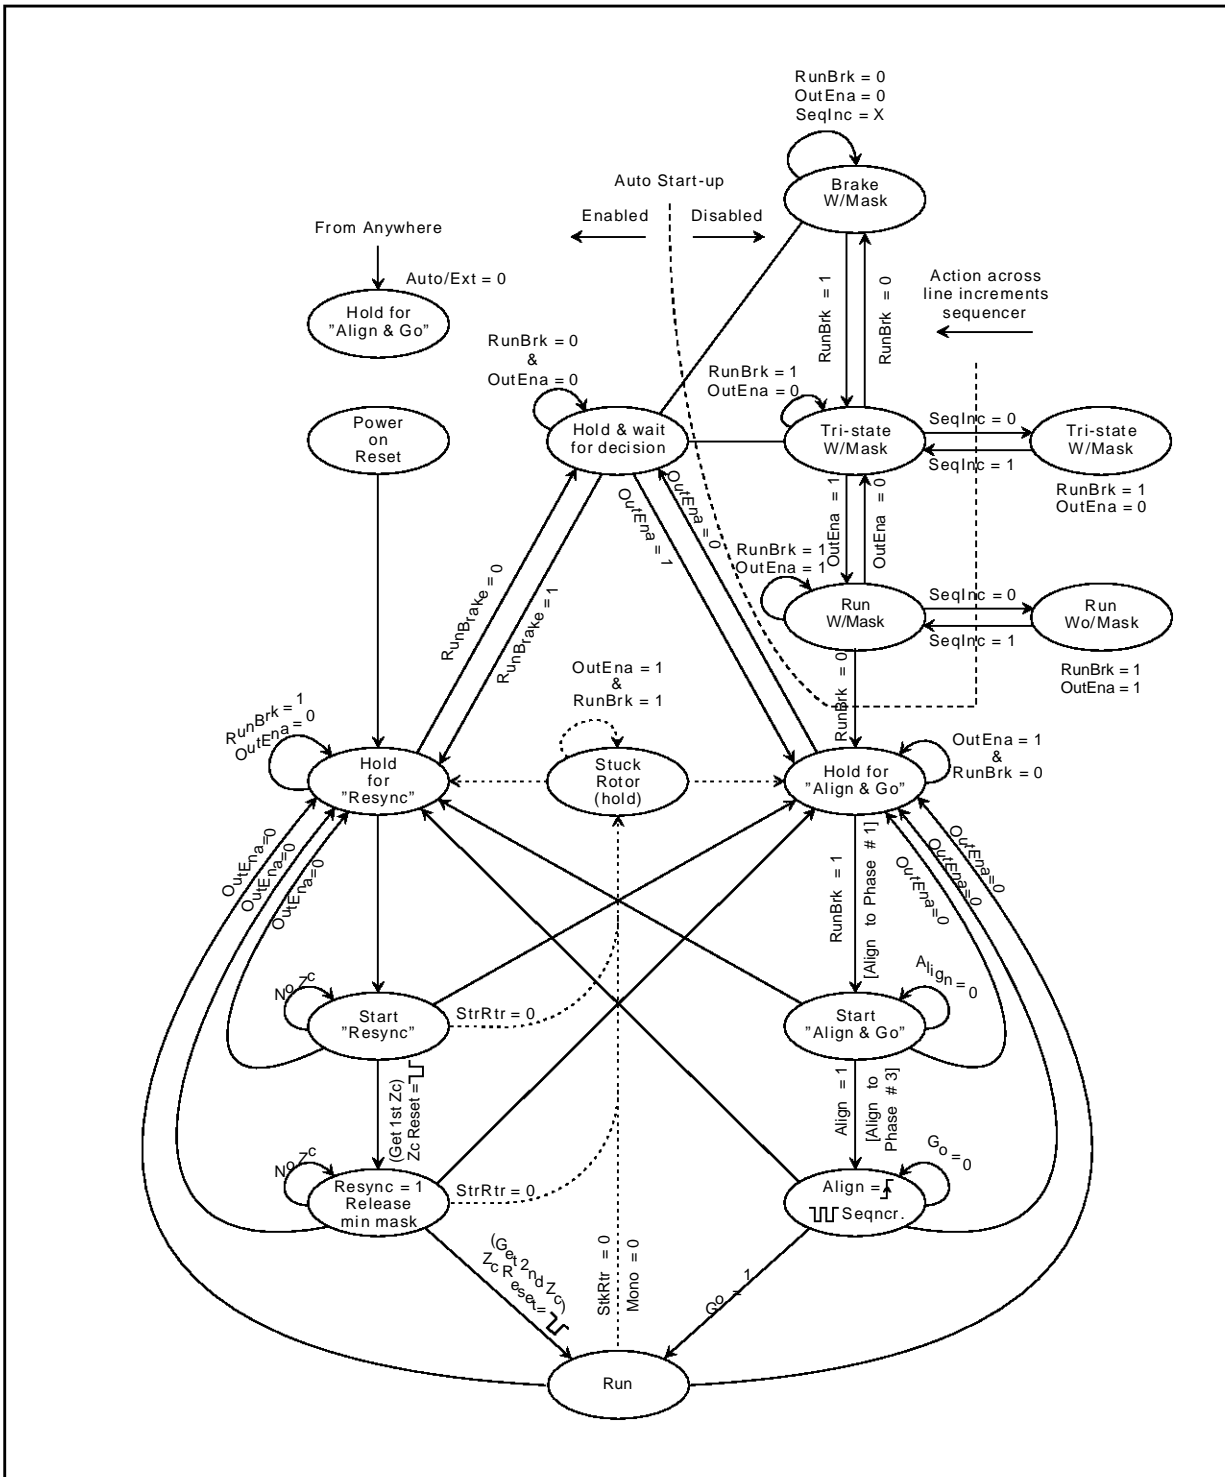 RunBrk = 0
OutEna = 0
SeqInc = X
Brake
W/Mask
Auto Start-up
Enabled
Disabled
From Anywhere
Auto/Ext = 0
Hold for
"Align & Go"
RunBrk = 1
RunBrk = 0
Action across
line increments
sequencer
RunBrk = 0
&
OutEna = 0
RunBrk = 1
OutEna = 0
Power
on
Reset
Hold & wait
for decision
Tri-state
W/Mask
SeqInc = 0
SeqInc = 1
Tri-state
W/Mask
RunBrk = 1
OutEna = 0
OutEna = 1
OutEna = 0
OutEna = 1
OutEna = 0
RunBrk = 1
OutEna = 1
Run
W/Mask
SeqInc = 0
SeqInc = 1
Run
Wo/Mask
RunBrk = 1
OutEna = 1
RunBrake = 0
RunBrake = 1
RunBrk = 0
OutEna = 1
&
RunBrk = 1
RunBrk = 1
OutEna = 0
Hold
for
"Resync"
Stuck
Rotor
(hold)
Hold for
"Align & Go"
OutEna = 1
&
RunBrk = 0
OutEna=0
OutEna=0
OutEna=0
RunBrk = 1
[Align to Phase # 1]
OutEna=0
OutEna=0
OutEna=0
No Zc
Start
"Resync"
StrRtr = 0
Start
"Align & Go"
Align = 0
(Get 1st Zc)
Zc Reset =
Align = 1
[Align to
Phase # 3]
No Zc
Resync = 1
Release
min mask
StrRtr = 0
Align =
Seqncr.
Go = 0
(Get 2nd Zc)
Zc Reset =
StkRtr = 0
Mono = 0
Go = 1
Run